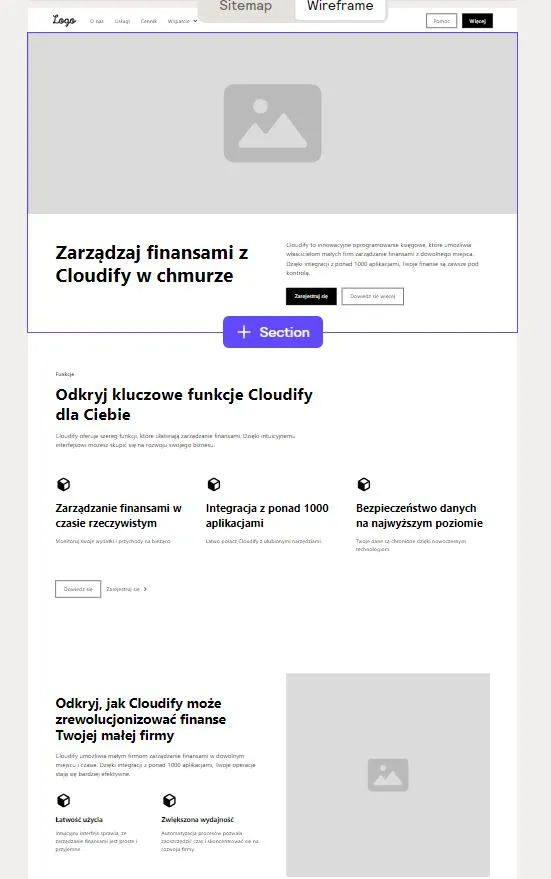 Sitemap
Wireframe
Logo
O nas
Usługi
Cennik
Wsparcie
Pomoc
Więcej
Zarządzaj finansami z
Cloudify w chmurze
Cloudify to innowacyjne oprogramowanie księgowe, które umożliwia
właścicielom małych firm zarządzanie finansami z dowolnego miejsca.
Dzięki integracji z ponad 1000 aplikacjami, Twoje finanse są zawsze pod
kontrolą.
Zarejestruj się
Dowiedz się więcej
+ Section
Funkcje
Odkryj kluczowe funkcje Cloudify
dla Ciebie
Cloudify oferuje szereg funkcji, które ułatwiają zarządzanie finansami. Dzięki intuicyjnemu
interfejsowi możesz skupić się na rozwoju swojego biznesu.
Zarządzanie finansami w
czasie rzeczywistym
Monitoruj swoje wydatki i przychody na bieżąco.
Integracja z ponad 1000
aplikacjami
Łatwo połącz Cloudify z ulubionymi narzędziami.
Bezpieczeństwo danych
na najwyższym poziomie
Twoje dane są chronione dzięki nowoczesnym
technologiom.
Dowiedz się
Zarejestruj się
Odkryj, jak Cloudify może
zrewolucjonizować finanse
Twojej małej firmy
Cloudify umożliwia małym firmom zarządzanie finansami w dowolnym
miejscu i czasie. Dzięki integracji z ponad 1000 aplikacjami, Twoje operacje
stają się bardziej efektywne.
Łatwość użycia
Intuicyjny interfejs sprawia, że
zarządzanie finansami jest proste i
przyjemne.
Zwiększona wydajność
Automatyzacja procesów pozwala
zaoszczędzić czas i skoncentrować się na
rozwoju firmy.